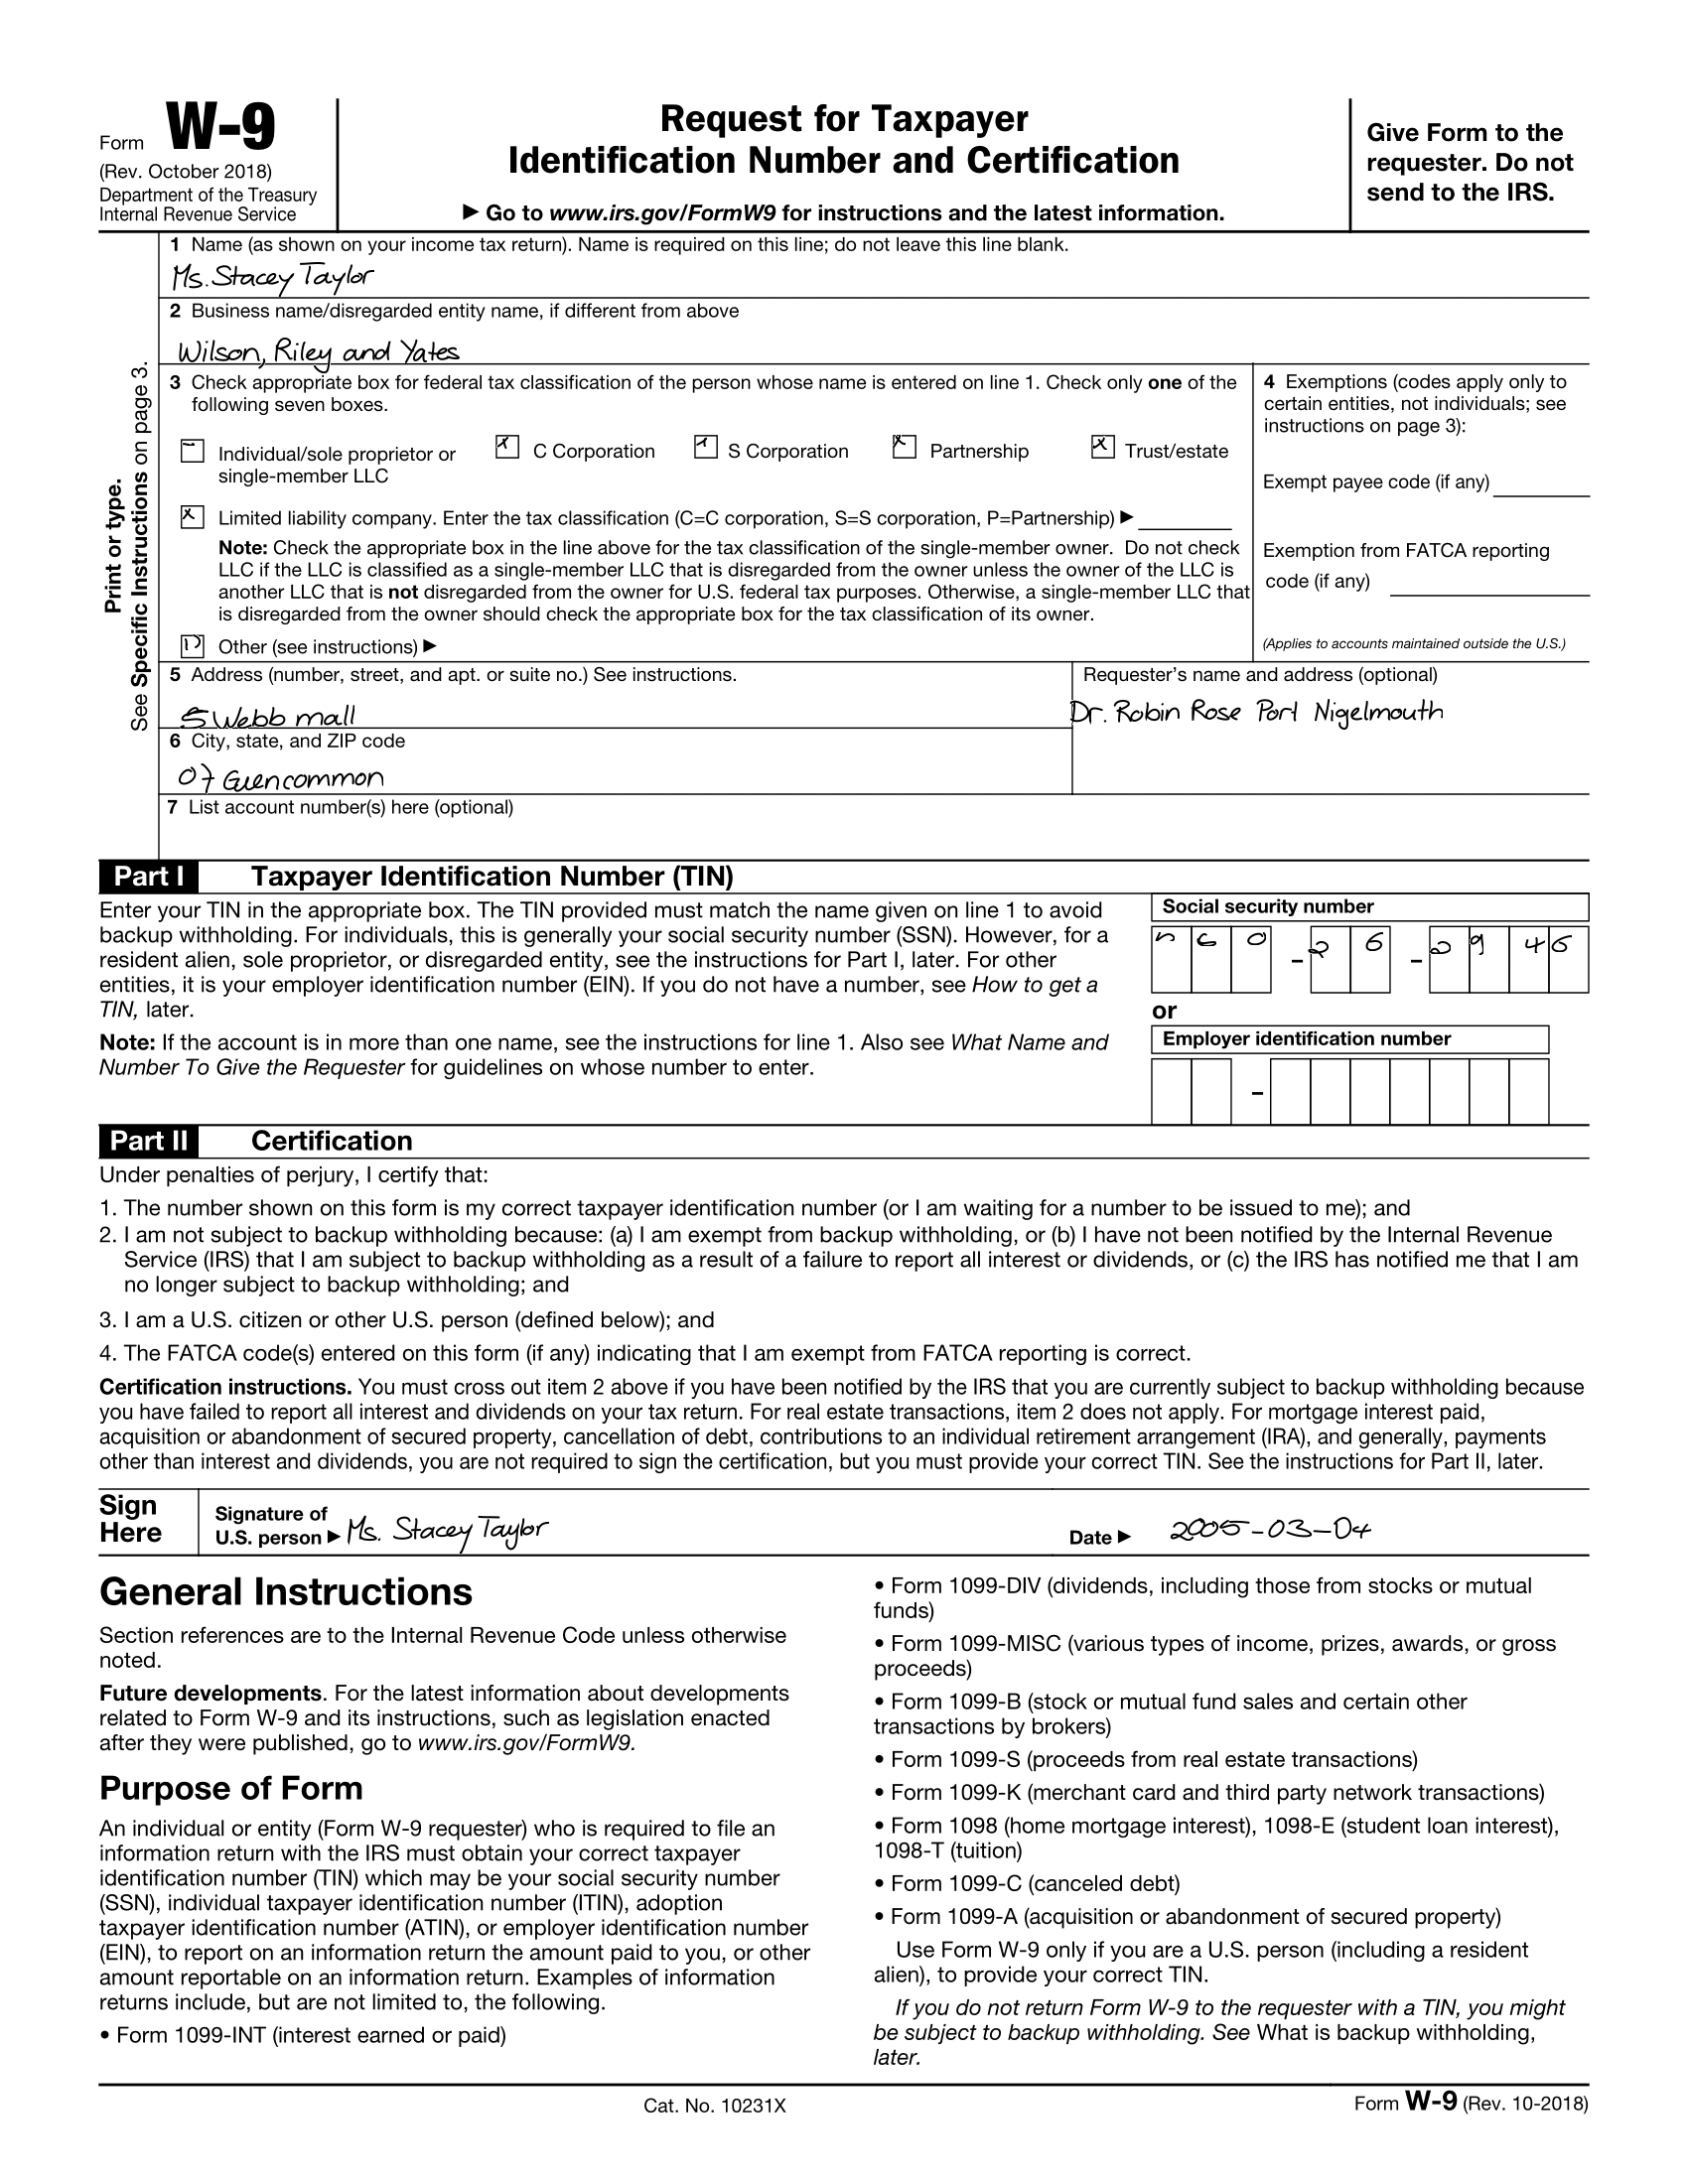 Form W-9
(Rev. October 2018)
Department of the Treasury
Internal Revenue Service
Request for Taxpayer
Identification Number and Certification
▶ Go to www.irs.gov/FormW9 for instructions and the latest information.
Give Form to the
requester. Do not
send to the IRS.
Print or type.
See Specific Instructions on page 3.
1 Name (as shown on your income tax return). Name is required on this line; do not leave this line blank.
Ms. Stacey Taylor
2 Business name/disregarded entity name, if different from above
Wilson, Riley and Yates
3 Check appropriate box for federal tax classification of the person whose name is entered on line 1. Check only one of the
following seven boxes.
Individual/sole proprietor or
single-member LLC
C Corporation
S Corporation
Partnership
Trust/estate
Limited liability company. Enter the tax classification (C=C corporation, S=S corporation, P=Partnership) ▶
Note: Check the appropriate box in the line above for the tax classification of the single-member owner. Do not check
LLC if the LLC is classified as a single-member LLC that is disregarded from the owner unless the owner of the LLC is
another LLC that is not disregarded from the owner for U.S. federal tax purposes. Otherwise, a single-member LLC that
is disregarded from the owner should check the appropriate box for the tax classification of its owner.
Other (see instructions) ▶
4 Exemptions (codes apply only to
certain entities, not individuals; see
instructions on page 3):
Exempt payee code (if any)
Exemption from FATCA reporting
code (if any)
(Applies to accounts maintained outside the U.S.)
5 Address (number, street, and apt. or suite no.) See instructions.
5 Webb mall
Requester's name and address (optional)
Dr. Robin Rose Port Nigelmouth
6 City, state, and ZIP code
07
7 List account number(s) here (optional)
Part I Taxpayer Identification Number (TIN)
Enter your TIN in the appropriate box. The TIN provided must match the name given on line 1 to avoid
backup withholding. For individuals, this is generally your social security number (SSN). However, for a
resident alien, sole proprietor, or disregarded entity, see the instructions for Part I, later. For other
entities, it is your employer identification number (EIN). If you do not have a number, see How to get a
TIN, later.
Note: If the account is in more than one name, see the instructions for line 1. Also see What Name and
Number To Give the Requester for guidelines on whose number to enter.
Social security number
6 0 - 2 6 - 2 9 4 6
or
Employer identification number
-
Part II Certification
Under penalties of perjury, I certify that:
1. The number shown on this form is my correct taxpayer identification number (or I am waiting for a number to be issued to me); and
2. I am not subject to backup withholding because: (a) I am exempt from backup withholding, or (b) I have not been notified by the Internal Revenue
Service (IRS) that I am subject to backup withholding as a result of a failure to report all interest or dividends, or (c) the IRS has notified me that I am
no longer subject to backup withholding; and
3. I am a U.S. citizen or other U.S. person (defined below); and
4. The FATCA code(s) entered on this form (if any) indicating that I am exempt from FATCA reporting is correct.
Certification instructions. You must cross out item 2 above if you have been notified by the IRS that you are currently subject to backup withholding because
you have failed to report all interest and dividends on your tax return. For real estate transactions, item 2 does not apply. For mortgage interest paid,
acquisition or abandonment of secured property, cancellation of debt, contributions to an individual retirement arrangement (IRA), and generally, payments
other than interest and dividends, you are not required to sign the certification, but you must provide your correct TIN. See the instructions for Part II, later.
Sign
Here
Signature of
U.S. person ▶ Ms. Stacey Taylor
Date ▶ 2005-03-04
General Instructions
Section references are to the Internal Revenue Code unless otherwise
noted.
Future developments. For the latest information about developments
related to Form W-9 and its instructions, such as legislation enacted
after they were published, go to www.irs.gov/FormW9.
Purpose of Form
An individual or entity (Form W-9 requester) who is required to file an
information return with the IRS must obtain your correct taxpayer
identification number (TIN) which may be your social security number
(SSN), individual taxpayer identification number (ITIN), adoption
taxpayer identification number (ATIN), or employer identification number
(EIN), to report on an information return the amount paid to you, or other
amount reportable on an information return. Examples of information
returns include, but are not limited to, the following.
• Form 1099-INT (interest earned or paid)
• Form 1099-DIV (dividends, including those from stocks or mutual
funds)
• Form 1099-MISC (various types of income, prizes, awards, or gross
proceeds)
• Form 1099-B (stock or mutual fund sales and certain other
transactions by brokers)
• Form 1099-S (proceeds from real estate transactions)
• Form 1099-K (merchant card and third party network transactions)
• Form 1098 (home mortgage interest), 1098-E (student loan interest),
1098-T (tuition)
• Form 1099-C (canceled debt)
• Form 1099-A (acquisition or abandonment of secured property)
Use Form W-9 only if you are a U.S. person (including a resident
alien), to provide your correct TIN.
If you do not return Form W-9 to the requester with a TIN, you might
be subject to backup withholding. See What is backup withholding,
later.
Cat. No. 10231X
Form W-9 (Rev. 10-2018)